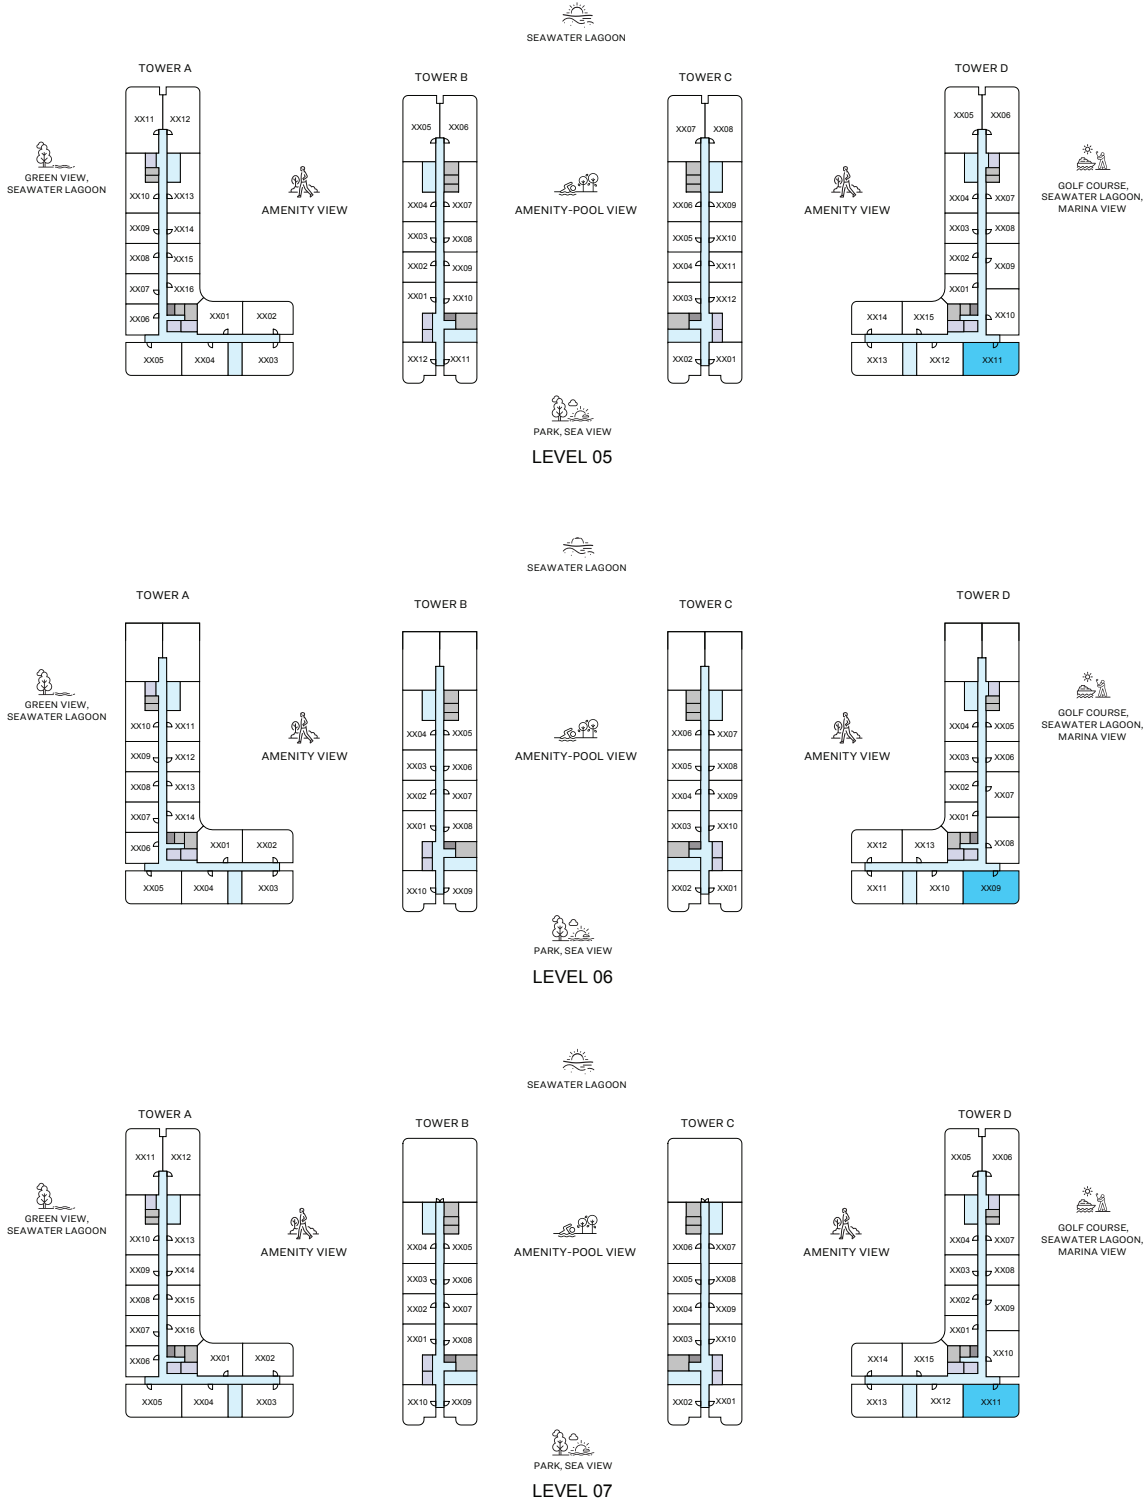 SEAWATER LAGOON
TOWER A
TOWER B
TOWER C
TOWER D
XX11 XX12
XX05 XX06
XX07 XX08
XX05 XX06
GREEN VIEW,
SEAWATER LAGOON
AMENITY VIEW
AMENITY-POOL VIEW
AMENITY VIEW
GOLF COURSE,
SEAWATER LAGOON,
MARINA VIEW
XX10 XX13
XX04 XX07
XX06 XX09
XX04 XX07
XX09 XX14
XX03 XX08
XX05 XX10
XX03 XX08
XX08 XX15
XX02 XX09
XX04 XX11
XX02 XX09
XX07 XX16
XX01 XX10
XX03 XX12
XX01
XX06 XX01 XX02
XX14 XX15 XX10
XX05 XX04 XX03
XX12 XX11
XX02 XX01
XX13 XX12 XX11
PARK, SEA VIEW
LEVEL 05
SEAWATER LAGOON
TOWER A
TOWER B
TOWER C
TOWER D
GREEN VIEW,
SEAWATER LAGOON
AMENITY VIEW
AMENITY-POOL VIEW
AMENITY VIEW
GOLF COURSE,
SEAWATER LAGOON,
MARINA VIEW
XX10 XX11
XX04 XX05
XX06 XX07
XX04 XX05
XX09 XX12
XX03 XX06
XX05 XX08
XX03 XX06
XX08 XX13
XX02 XX07
XX04 XX09
XX02 XX07
XX07 XX14
XX01 XX08
XX03 XX10
XX01
XX06 XX01 XX02
XX12 XX13 XX08
XX05 XX04 XX03
XX10 XX09
XX02 XX01
XX11 XX10 XX09
PARK, SEA VIEW
LEVEL 06
SEAWATER LAGOON
TOWER A
TOWER B
TOWER C
TOWER D
XX11 XX12
XX05 XX06
GREEN VIEW,
SEAWATER LAGOON
AMENITY VIEW
AMENITY-POOL VIEW
AMENITY VIEW
GOLF COURSE,
SEAWATER LAGOON,
MARINA VIEW
XX10 XX13
XX04 XX05
XX06 XX07
XX04 XX07
XX09 XX14
XX03 XX06
XX05 XX08
XX03 XX08
XX08 XX15
XX02 XX07
XX04 XX09
XX02 XX09
XX07 XX16
XX01 XX08
XX03 XX10
XX01
XX06 XX01 XX02
XX14 XX15 XX10
XX05 XX04 XX03
XX10 XX09
XX02 XX01
XX13 XX12 XX11
PARK, SEA VIEW
LEVEL 07